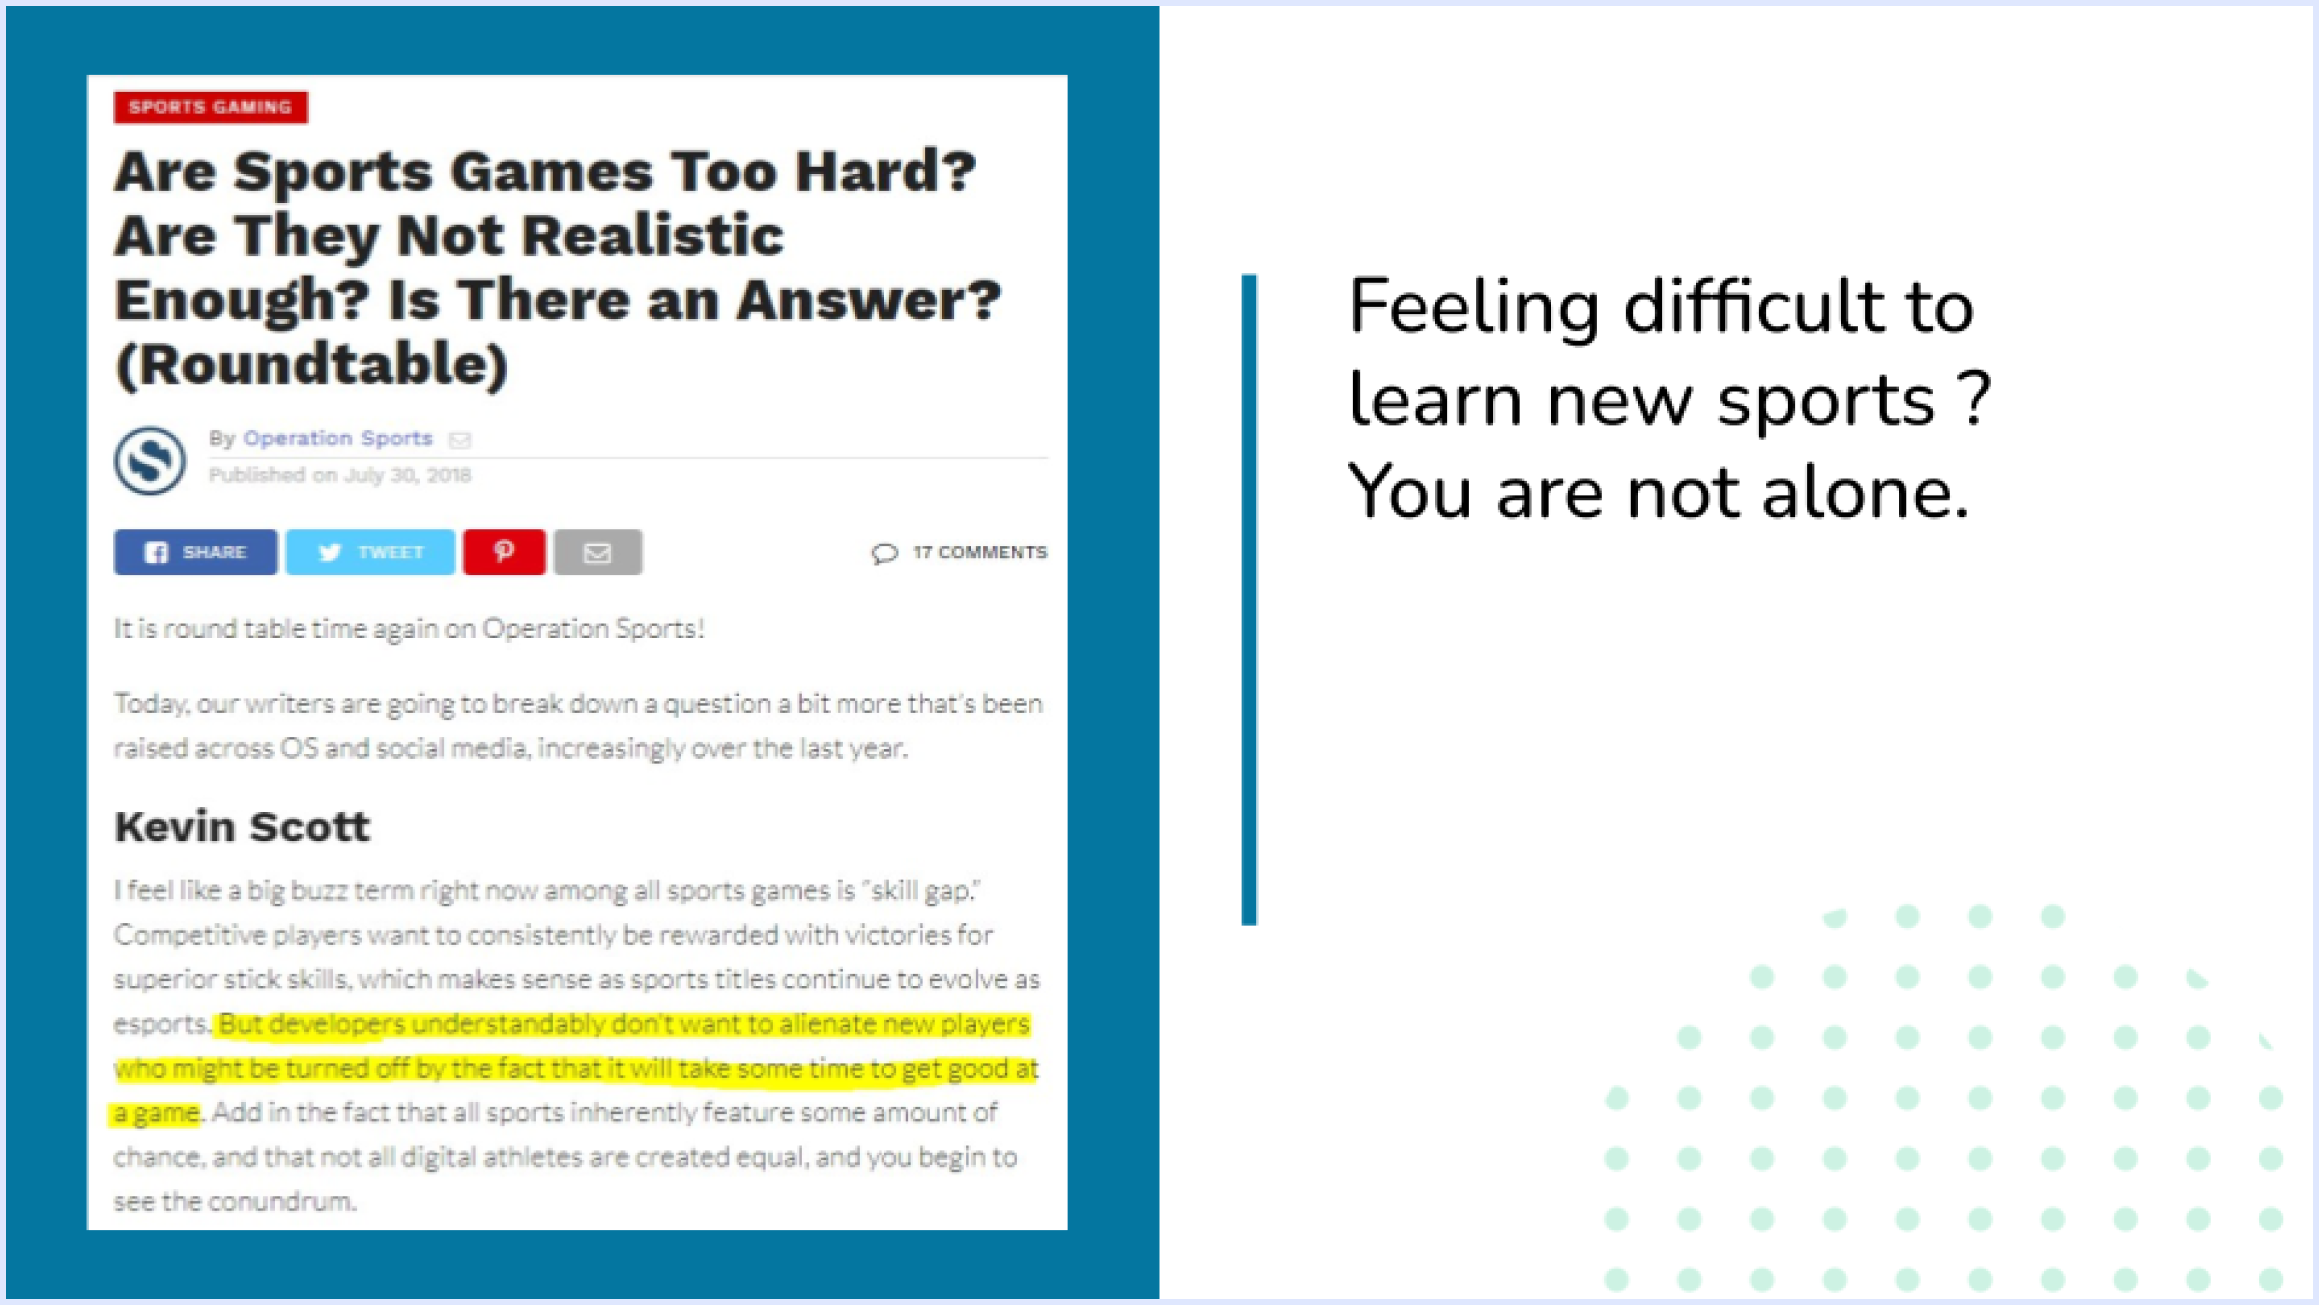 SPORTS GAMING
Are Sports Games Too Hard?
Are They Not Realistic
Enough? Is There an Answer?
(Roundtable)
By Operation Sports
Published on July 30, 2018
SHARE
TWEET
17 COMMENTS
It is round table time again on Operation Sports!
Today, our writers are going to break down a question a bit more that's been
raised across OS and social media, increasingly over the last year.
Kevin Scott
I feel like a big buzz term right now among all sports games is “skill gap.”
Competitive players want to consistently be rewarded with victories for
superior stick skills, which makes sense as sports titles continue to evolve as
esports. But developers understandably don't want to alienate new players
who might be turned off by the fact that it will take some time to get good at
a game. Add in the fact that all sports inherently feature some amount of
chance, and that not all digital athletes are created equal, and you begin to
see the conundrum.
Feeling difficult to
learn new sports ?
You are not alone.